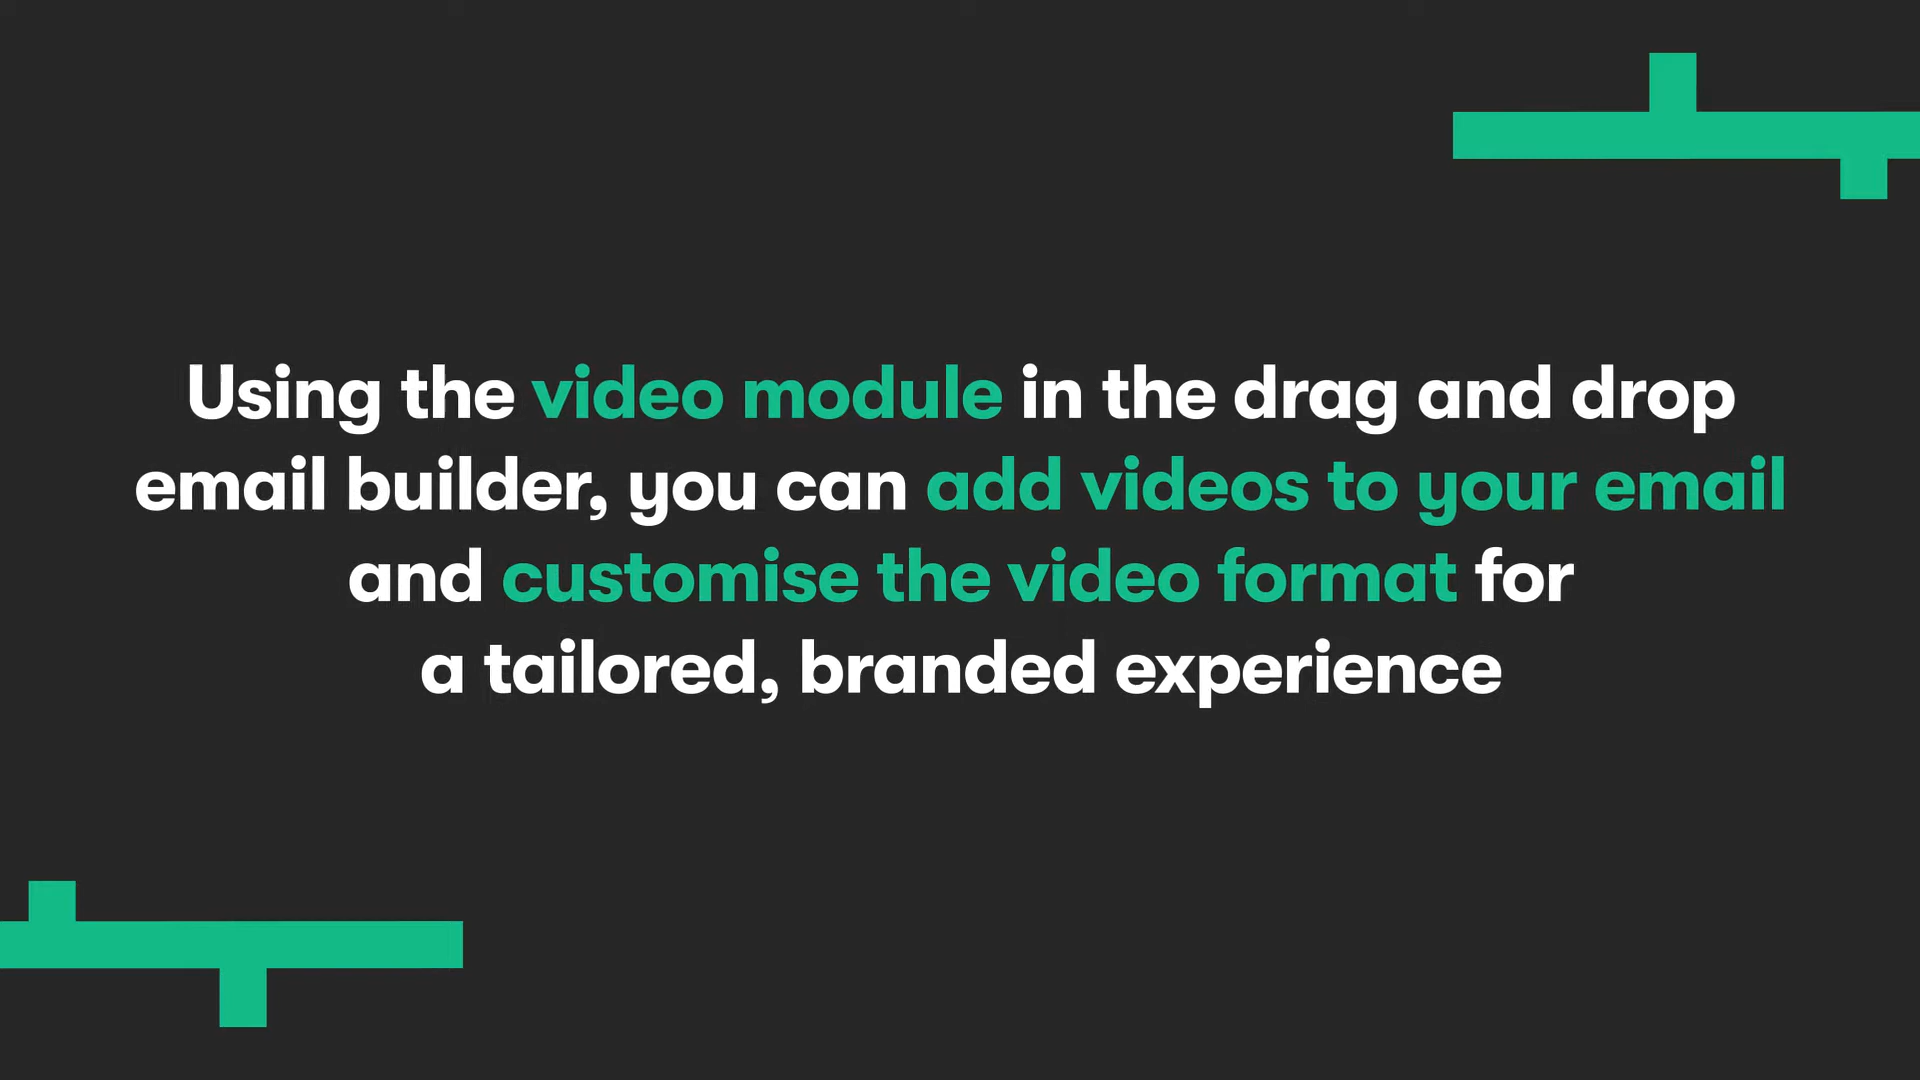 Using the video module in the drag and drop
email builder, you can add videos to your email
and customise the video format for
a tailored, branded experience